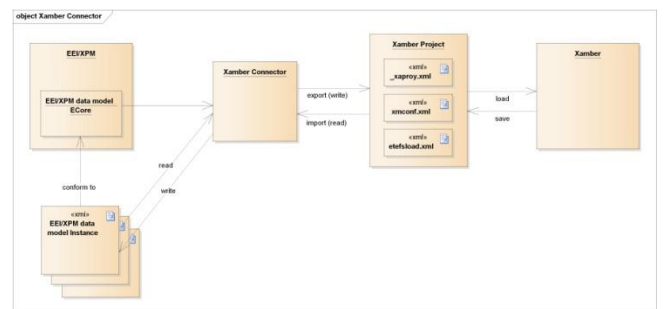 object Xamber Connector
EEI/XPM
EEI/XPM data model
ECore
conform to
«xml»
EEI/XPM data
model Instance
read
write
Xamber Connector
export (write)
import (read)
Xamber Project
«xml»
_xaproy.xml
«xml»
xmconf.xml
«xml»
etefsload.xml
load
save
Xamber